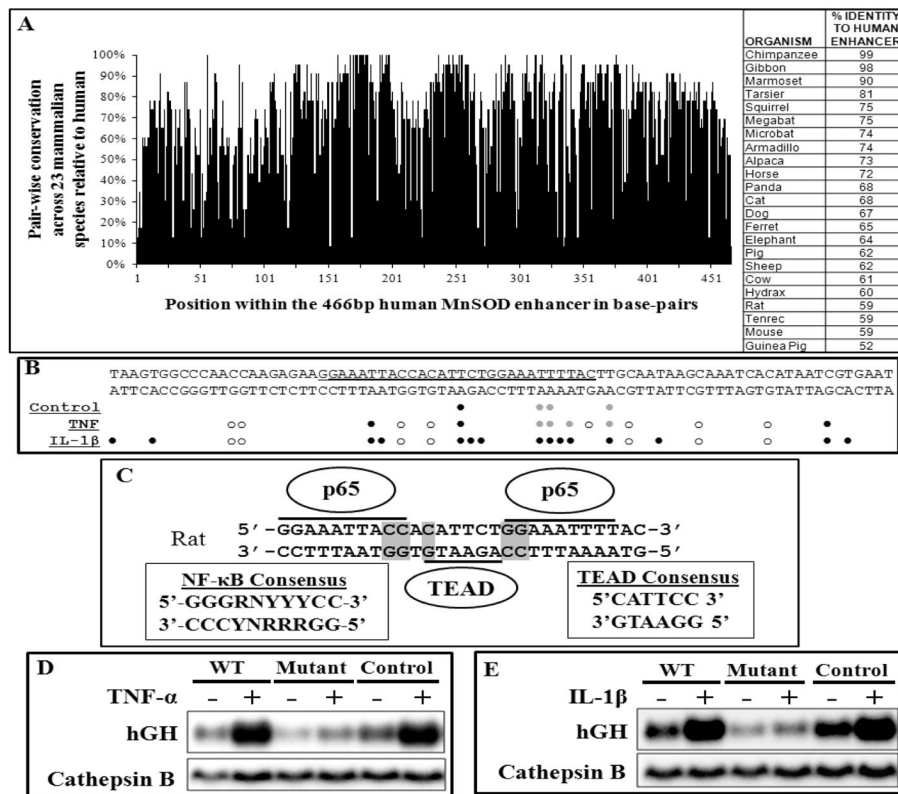 A
Pair-wise conservation
across 23 mammalian
species relative to human
100%
90%
80%
70%
60%
50%
40%
30%
20%
10%
0%
1 51 101 151 201 251 301 351 401 451
Position within the 466bp human MnSOD enhancer in base-pairs
ORGANISM % IDENTITY TO HUMAN ENHANCER
Chimpanzee 99
Gibbon 98
Marmoset 90
Tarsier 81
Squirrel 75
Megabat 75
Microbat 74
Armadillo 74
Alpaca 73
Horse 72
Panda 68
Cat 68
Dog 67
Ferret 65
Elephant 64
Pig 62
Sheep 62
Cow 61
Hydrax 60
Rat 59
Tenrec 59
Mouse 59
Guinea Pig 52
B
TAAGTGGCCCAACCAAGAGAAGGGAAATTACCACATTCTGGAAATTTTACTTGCAATAAGCAAATCACATAATCGTGAAT
ATTCACCGGGTTGGTTCTCTTCCTTTAATGGTGTAAGACCTTTAAAATGAACGTTATTCGTTTAGTGTATTAGCACTTA
Control
TNF
IL-1β
C
p65 p65
Rat 5'-GGAAATTACCACATTCTGGAAATTTTAC-3'
3'-CCTTTAATGGTGTAAGACCTTTAAAATG-5'
TEAD
NF-κB Consensus
5'-GGGRNYYYCC-3'
3'-CCCYNRRRGG-5'
TEAD Consensus
5'CATTCC 3'
3'GTAAGG 5'
D
WT Mutant Control
TNF-α - + - + - +
hGH
Cathepsin B
E
WT Mutant Control
IL-1β - + - + - +
hGH
Cathepsin B